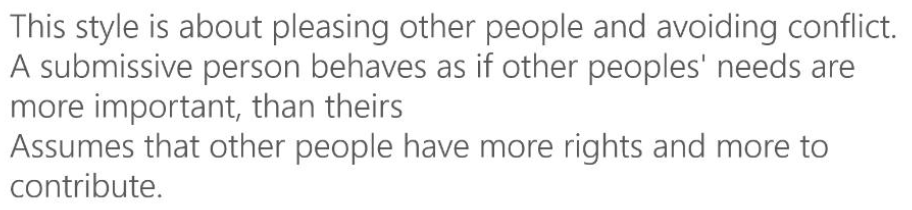 This style is about pleasing other people and avoiding conflict.
A submissive person behaves as if other peoples' needs are
more important, than theirs
Assumes that other people have more rights and more to
contribute.